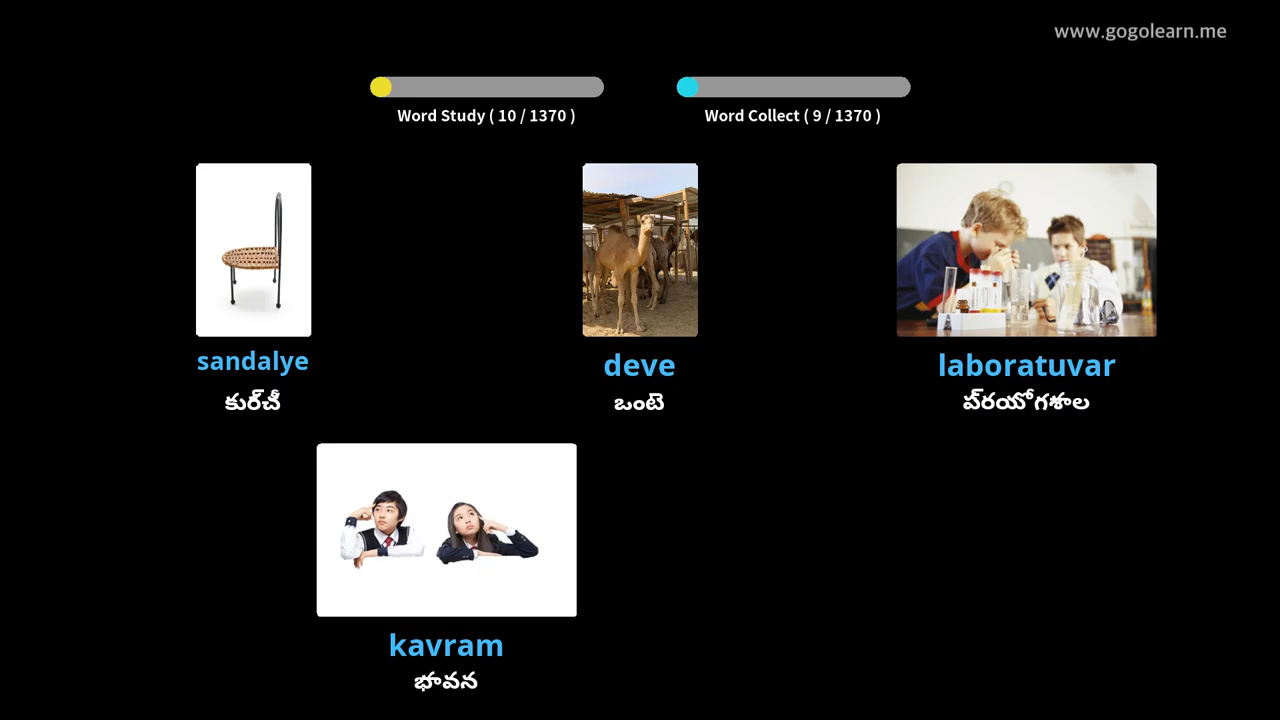 www.gogolearn.me
Word Study ( 10 / 1370 )
Word Collect ( 9 / 1370 )
sandalye
కుర్చీ
deve
ఒంటె
laboratuvar
ప్రయోగశాల
kavram
భావన